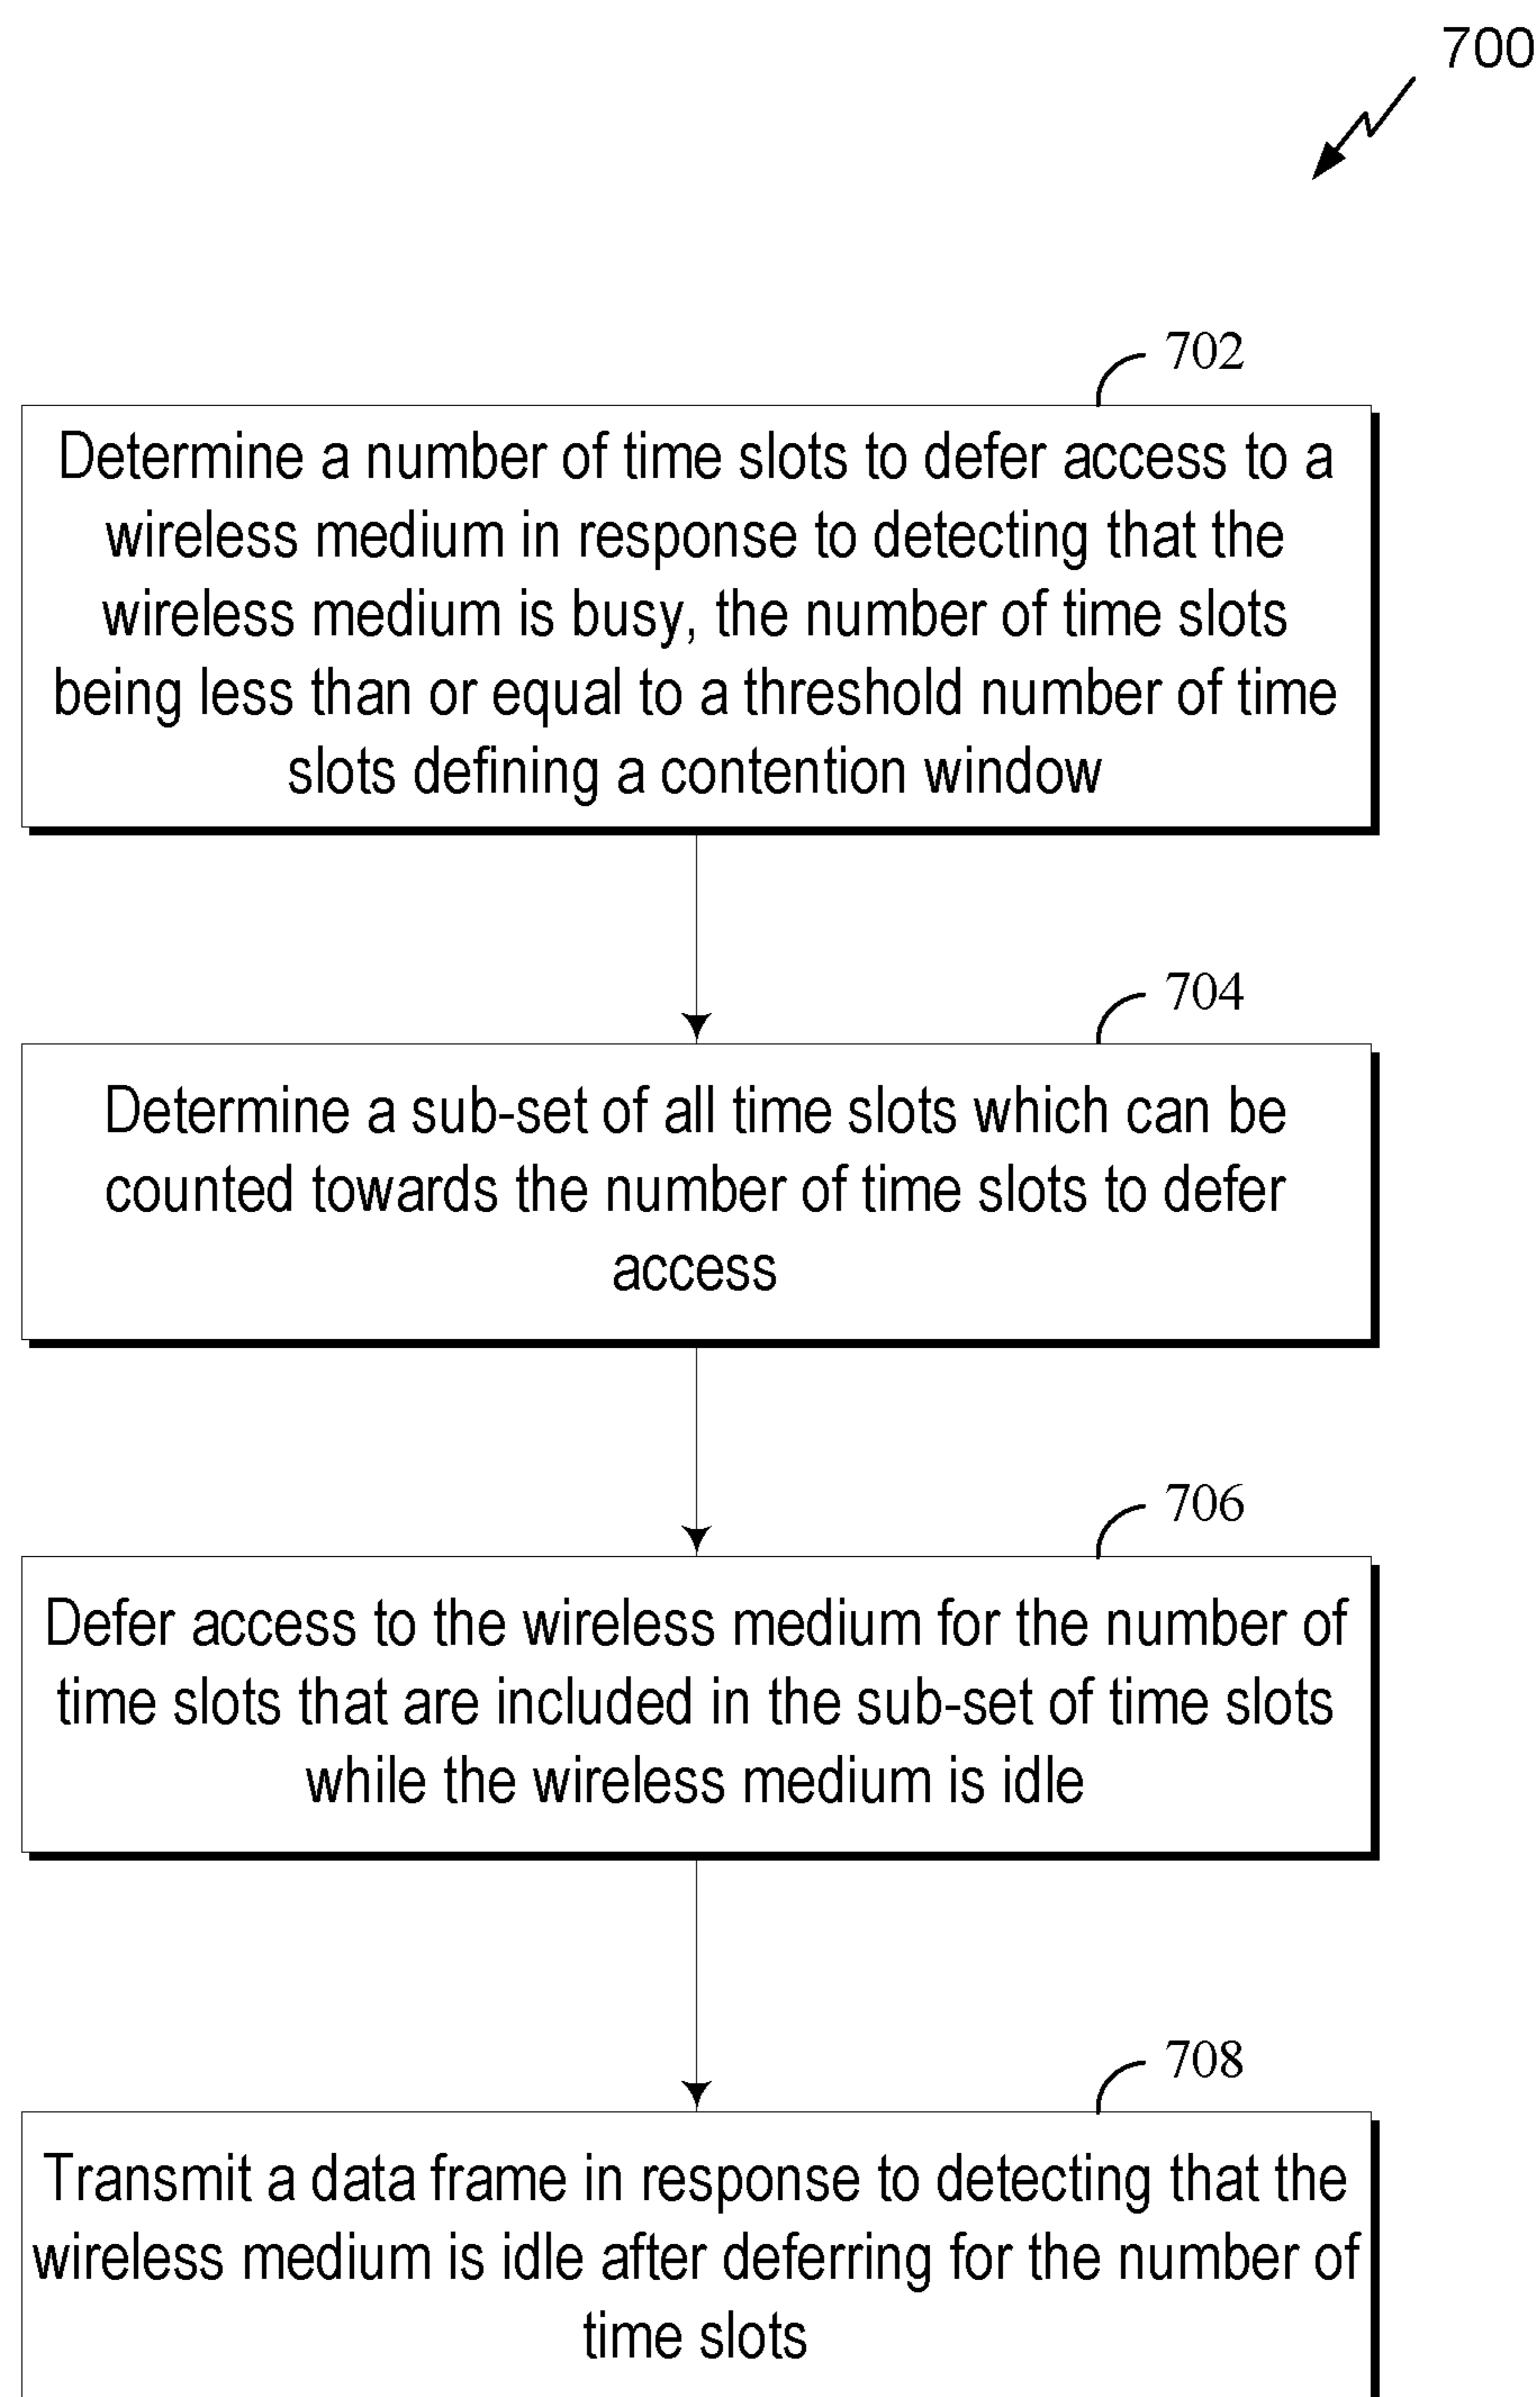 700
702
Determine a number of time slots to defer access to a
wireless medium in response to detecting that the
wireless medium is busy, the number of time slots
being less than or equal to a threshold number of time
slots defining a contention window
704
Determine a sub-set of all time slots which can be
counted towards the number of time slots to defer
access
706
Defer access to the wireless medium for the number of
time slots that are included in the sub-set of time slots
while the wireless medium is idle
708
Transmit a data frame in response to detecting that the
wireless medium is idle after deferring for the number of
time slots